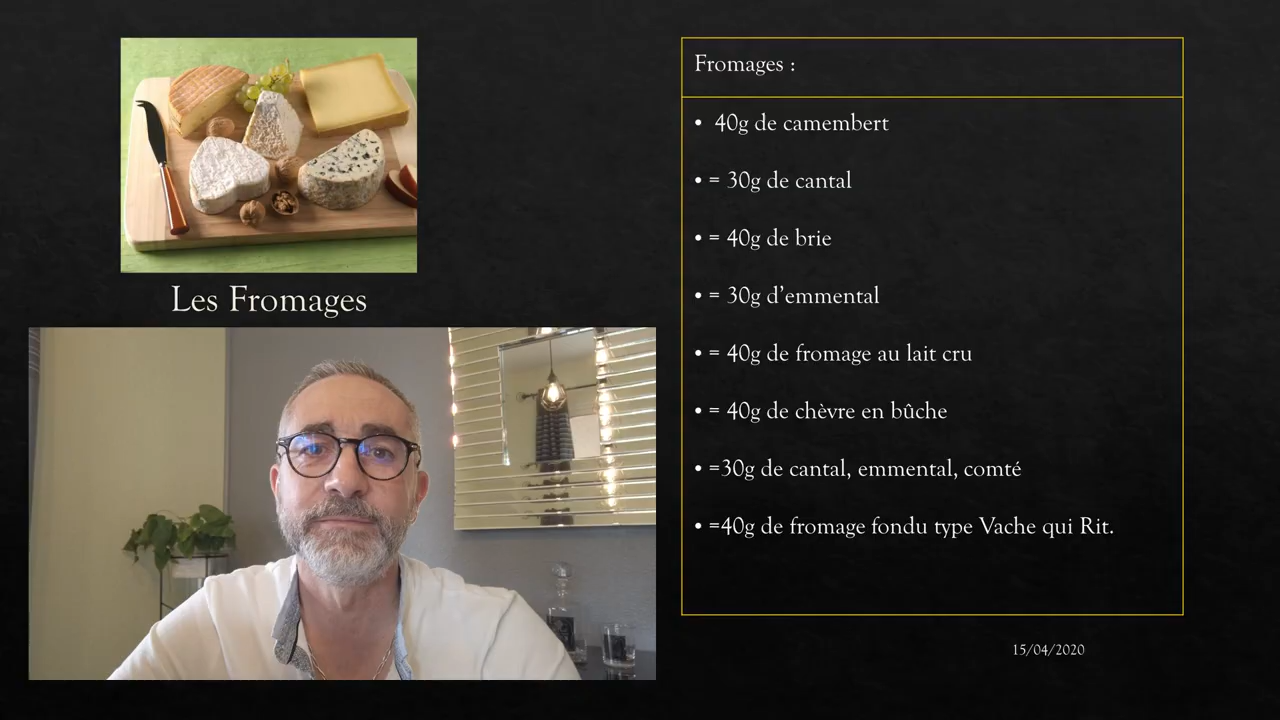 Les Fromages
Fromages :
• 40g de camembert
• = 30g de cantal
• = 40g de brie
• = 30g d’emmental
• = 40g de fromage au lait cru
• = 40g de chèvre en bûche
• =30g de cantal, emmental, comté
• =40g de fromage fondu type Vache qui Rit.
15/04/2020